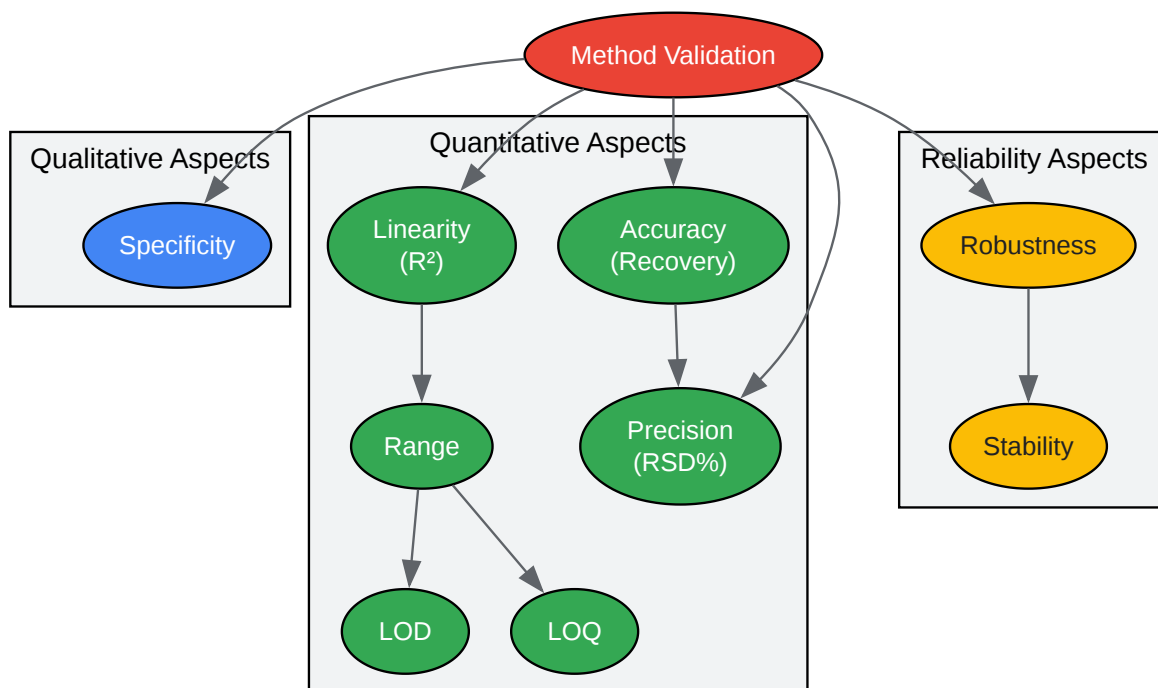 Method Validation
Qualitative Aspects
Quantitative Aspects
Reliability Aspects
Specificity
Linearity
(R²)
Accuracy
(Recovery)
Robustness
Range
Precision
(RSD%)
Stability
LOD
LOQ